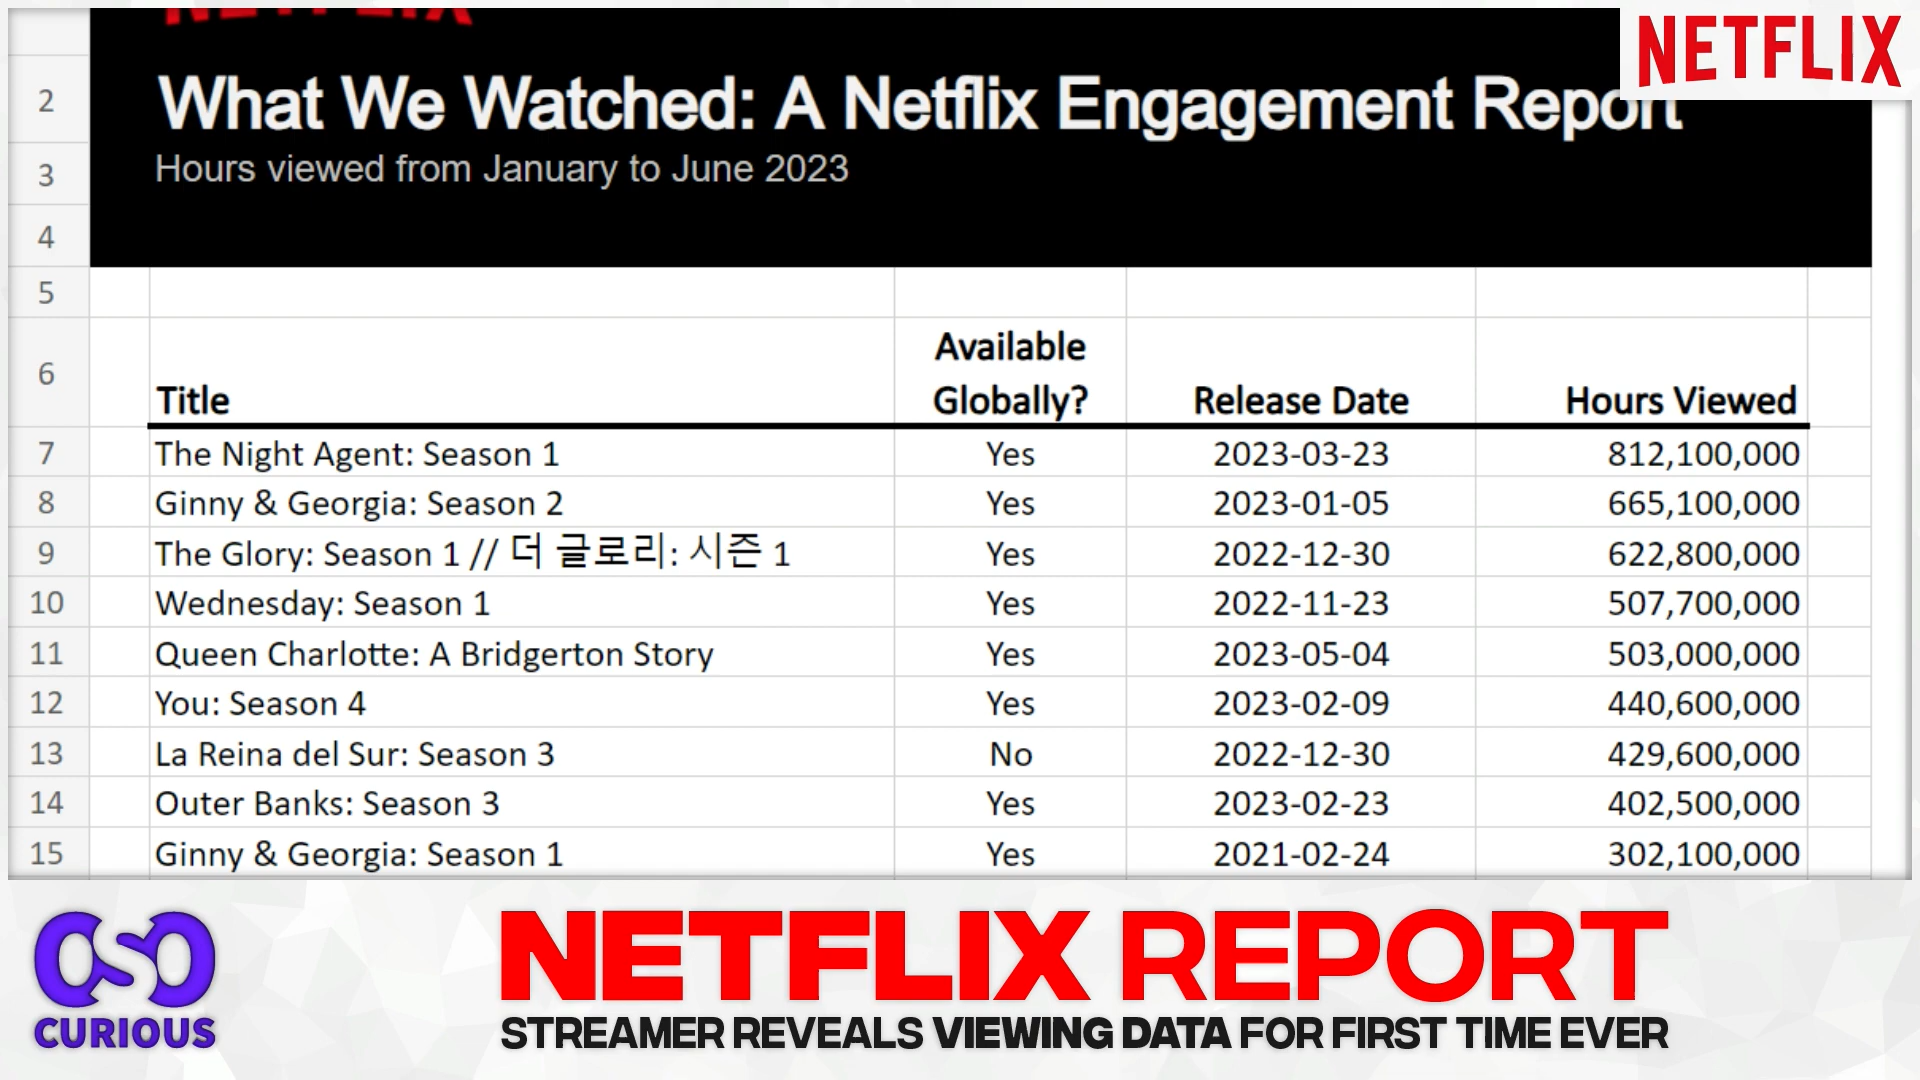 NETFLIX
NETFLIX
2
What We Watched: A Netflix Engagement Report
3
Hours viewed from January to June 2023
4
5
6
Title Available Globally? Release Date Hours Viewed
7 The Night Agent: Season 1 Yes 2023-03-23 812,100,000
8 Ginny & Georgia: Season 2 Yes 2023-01-05 665,100,000
9 The Glory: Season 1 // 더 글로리: 시즌 1 Yes 2022-12-30 622,800,000
10 Wednesday: Season 1 Yes 2022-11-23 507,700,000
11 Queen Charlotte: A Bridgerton Story Yes 2023-05-04 503,000,000
12 You: Season 4 Yes 2023-02-09 440,600,000
13 La Reina del Sur: Season 3 No 2022-12-30 429,600,000
14 Outer Banks: Season 3 Yes 2023-02-23 402,500,000
15 Ginny & Georgia: Season 1 Yes 2021-02-24 302,100,000
CURIOUS
NETFLIX REPORT
STREAMER REVEALS VIEWING DATA FOR FIRST TIME EVER